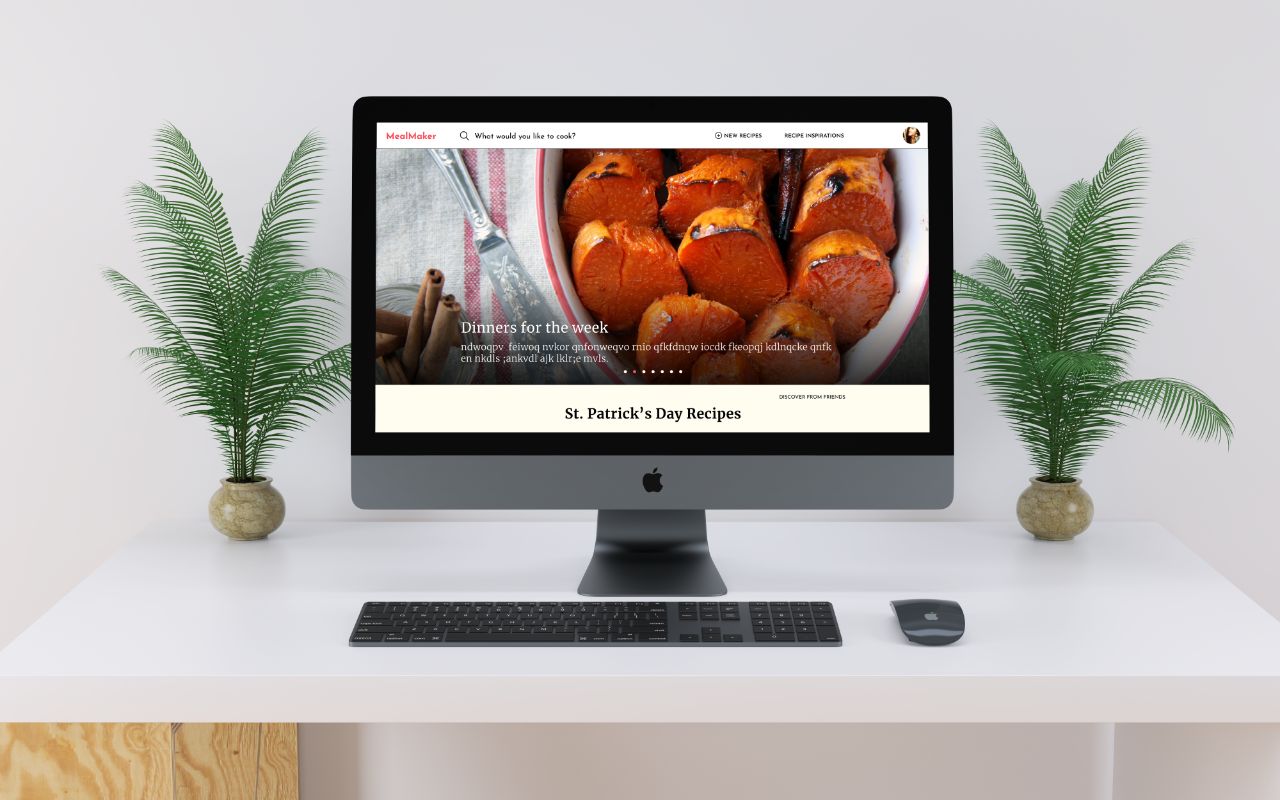 MealMaker
What would you like to cook?
NEW RECIPES
RECIPE INSPIRATIONS
Dinners for the week
ndwoqpv feiwoq nvkor qnfonweqvo rnio qfkfdnqw iocdk fkeopqj kdlnqcke qnfk
en nkdls ;ankvdl ajk lklr;e mvls.
DISCOVER FROM FRIENDS
St. Patrick's Day Recipes